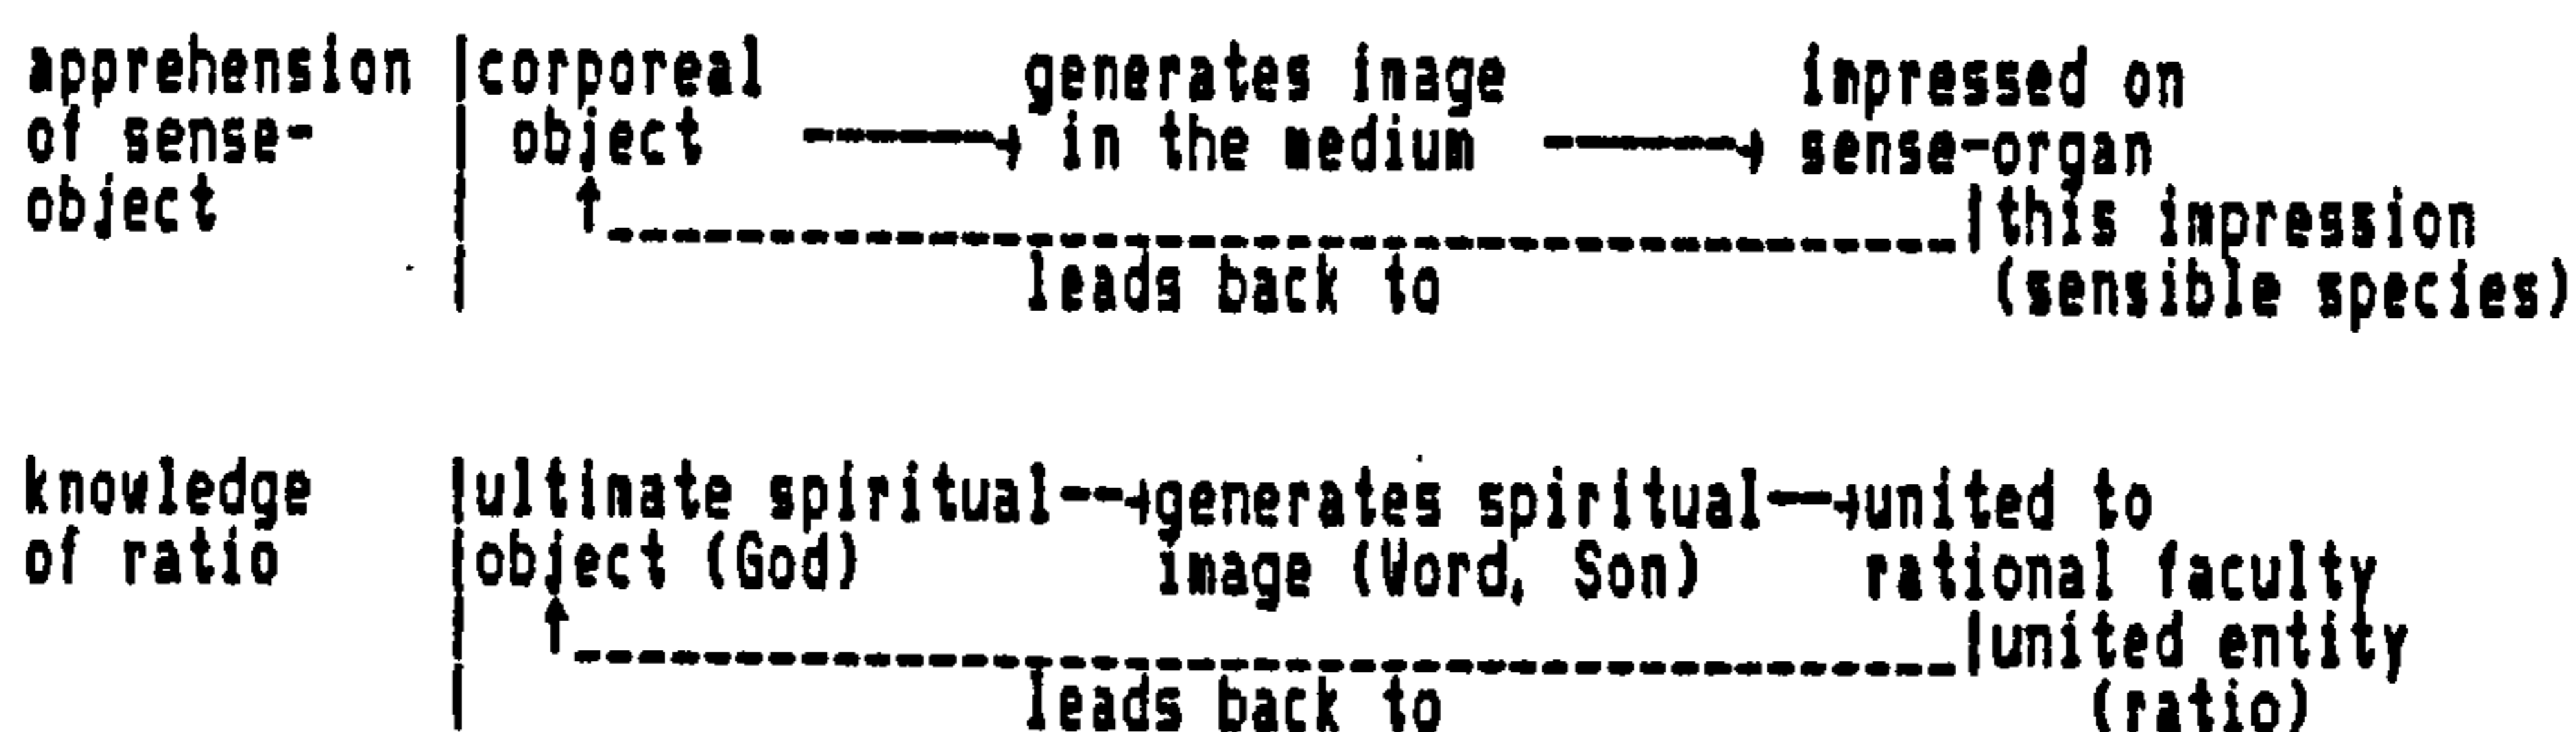 apprehension |corporeal generates image impressed on
of sense- | object ------→ in the medium ------→ sense-organ
object | ↑ |this impression
| leads back to (sensible species)
knowledge |ultimate spiritual--→generates spiritual--→united to
of ratio |object (God) image (Word, Son) rational faculty
| ↑ |united entity
| leads back to (ratio)